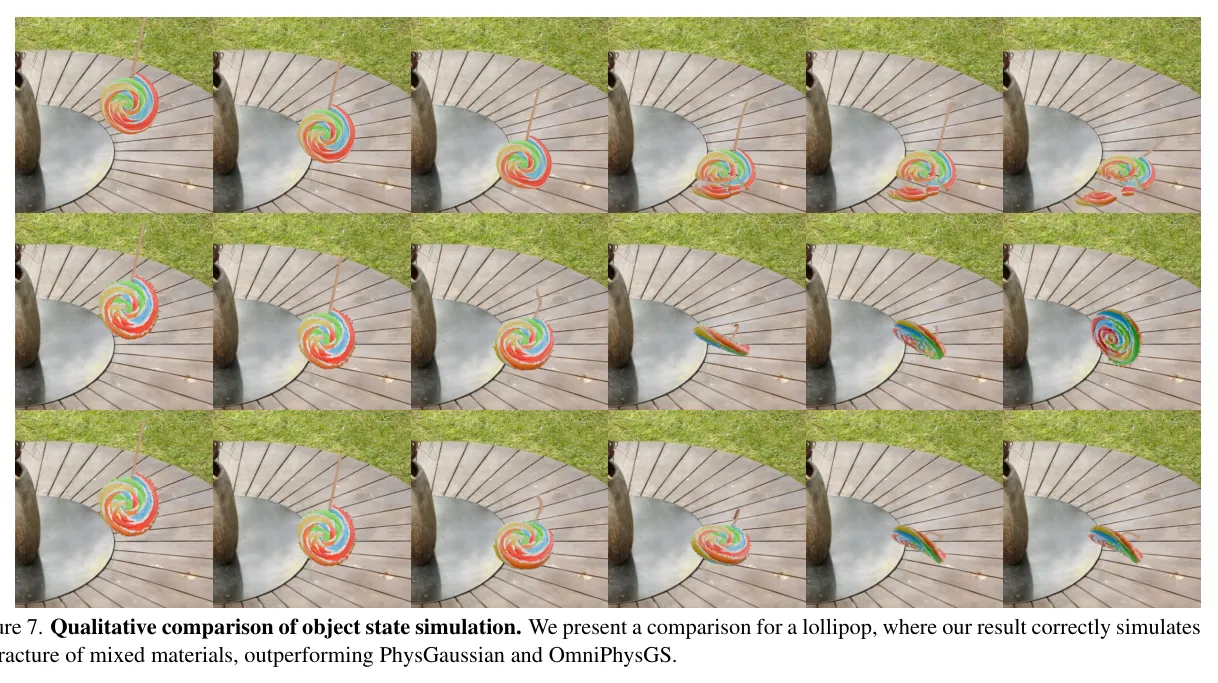 ure 7. Qualitative comparison of object state simulation. We present a comparison for a lollipop, where our result correctly simulates
racture of mixed materials, outperforming PhysGaussian and OmniPhysGS.